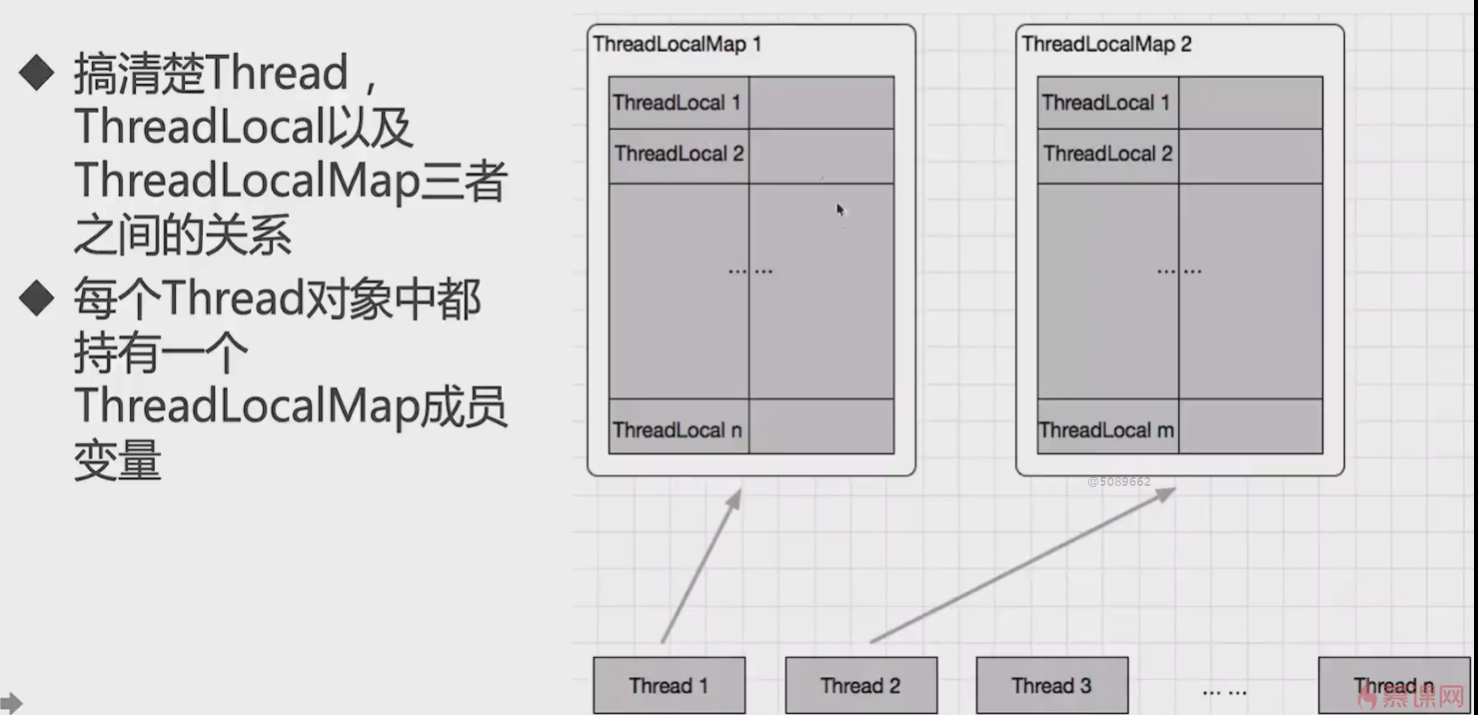 搞清楚Thread，
ThreadLocal以及
ThreadLocalMap三者
之间的关系
每个Thread对象中都
持有一个
ThreadLocalMap成员
变量
ThreadLocalMap 1
ThreadLocal 1
ThreadLocal 2
... ...
ThreadLocal n
ThreadLocalMap 2
ThreadLocal 1
ThreadLocal 2
... ...
ThreadLocal m
@5089662
Thread 1
Thread 2
Thread 3
... ...
Thread n
慕课网